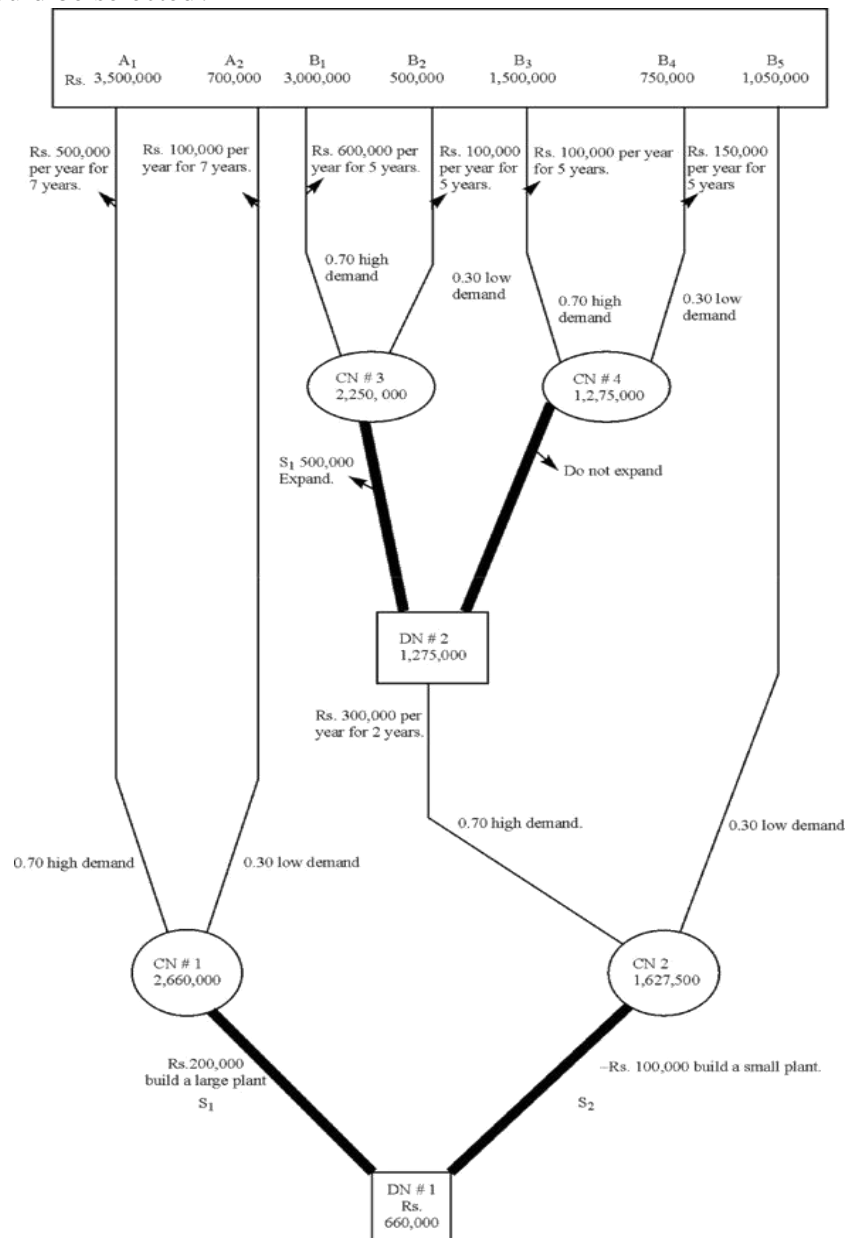 A₁ A₂ B₁ B₂ B₃ B₄ B₅
Rs. 3,500,000 700,000 3,000,000 500,000 1,500,000 750,000 1,050,000
Rs. 500,000
per year for
7 years.
Rs. 100,000 per
year for 7 years.
Rs. 600,000 per
year for 5 years.
Rs. 100,000
per year for
5 years.
Rs. 100,000 per year
for 5 years.
Rs. 150,000
per year for
5 years
0.70 high
demand
0.30 low
demand
0.70 high
demand
0.30 low
demand
CN # 3
2,250, 000
CN # 4
1,2,75,000
S₁ 500,000
Expand.
Do not expand
DN # 2
1,275,000
Rs. 300,000 per
year for 2 years.
0.70 high demand.
0.30 low demand
0.70 high demand
0.30 low demand
CN # 1
2,660,000
CN 2
1,627,500
Rs.200,000
build a large plant
S₁
–Rs. 100,000 build a small plant.
S₂
DN # 1
Rs.
660,000